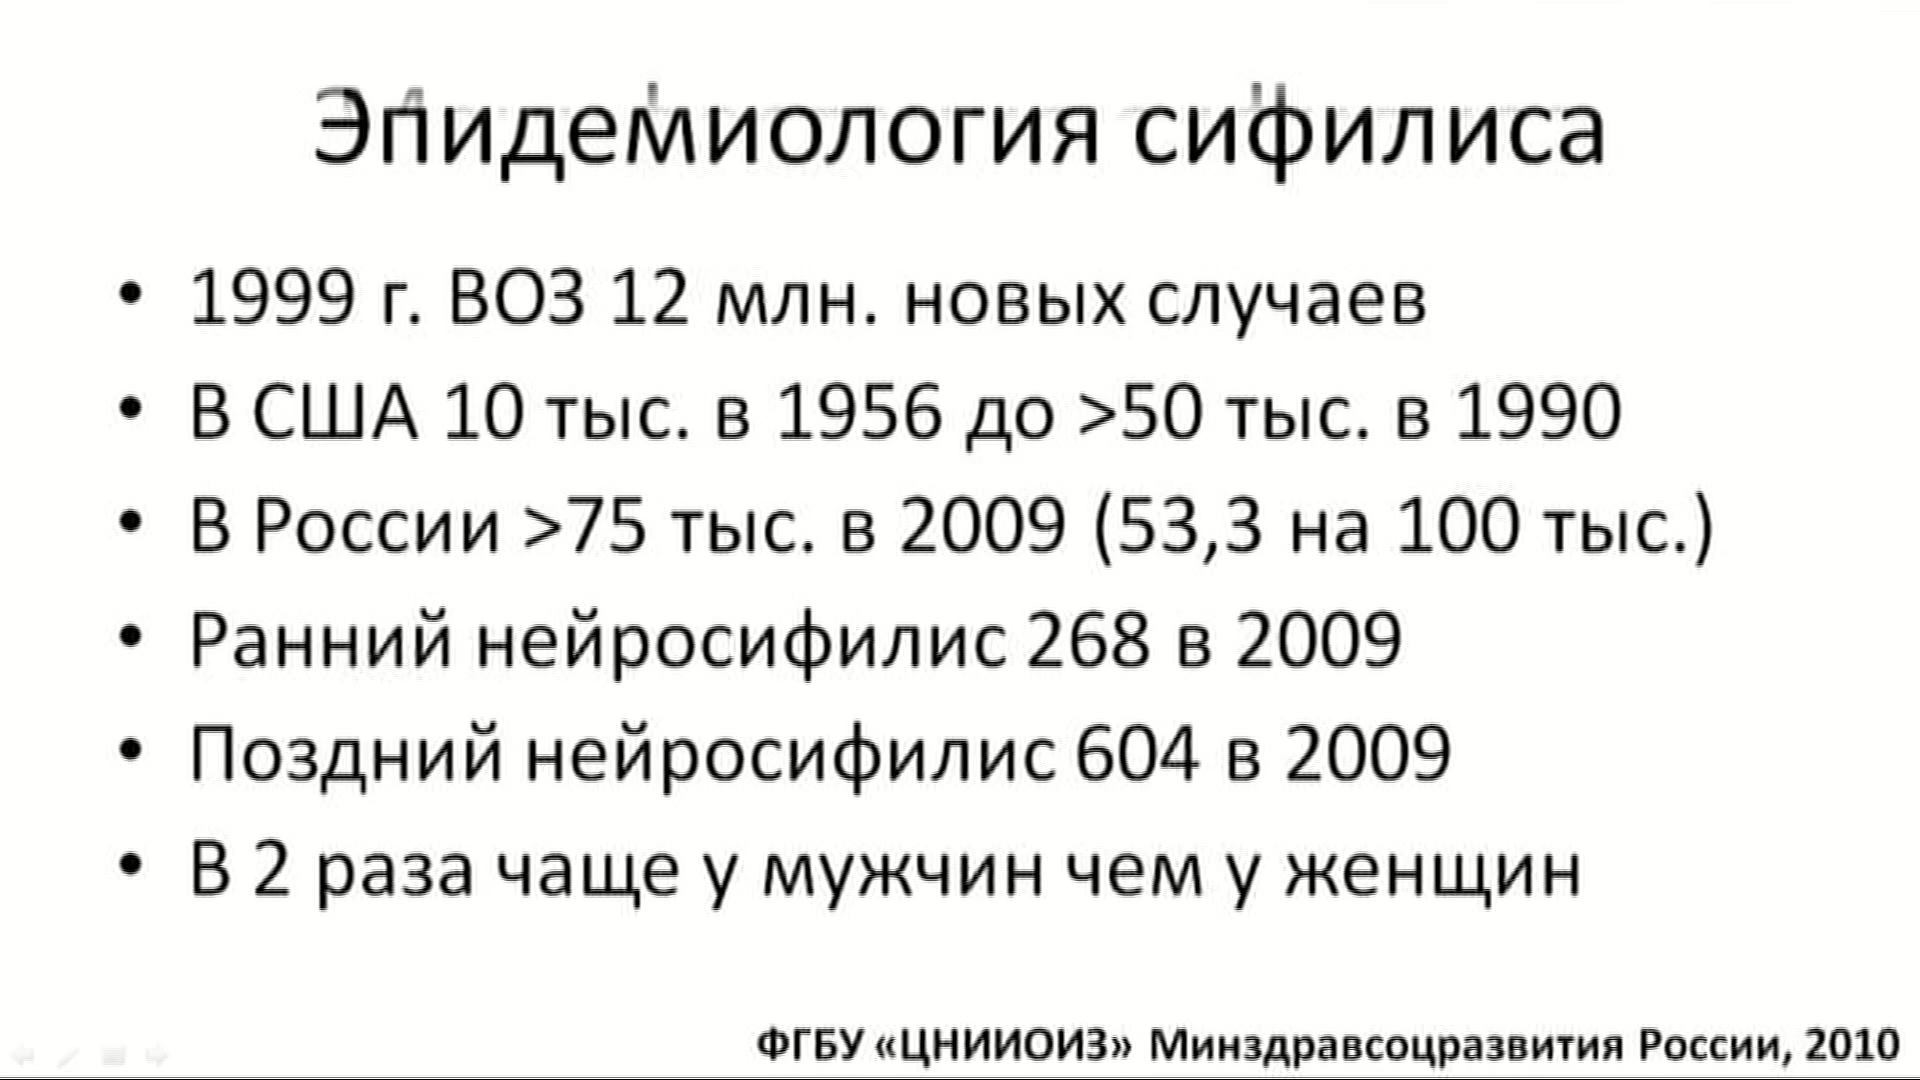 Эпидемиология сифилиса
• 1999 г. ВОЗ 12 млн. новых случаев
• В США 10 тыс. в 1956 до >50 тыс. в 1990
• В России >75 тыс. в 2009 (53,3 на 100 тыс.)
• Ранний нейросифилис 268 в 2009
• Поздний нейросифилис 604 в 2009
• В 2 раза чаще у мужчин чем у женщин
ФГБУ «ЦНИИОИЗ» Минздравсоцразвития России, 2010